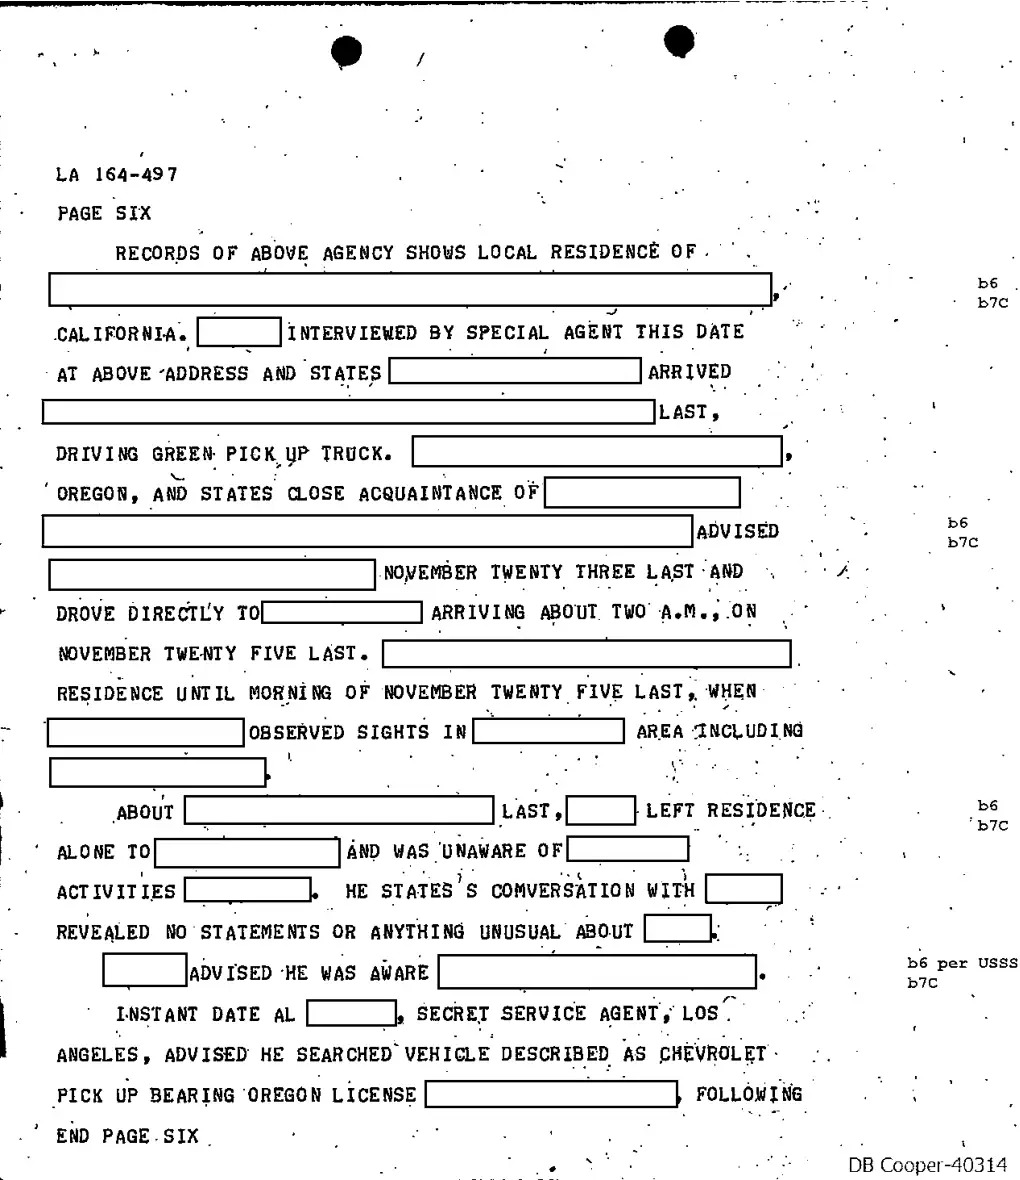 LA 164-497
PAGE SIX
RECORDS OF ABOVE AGENCY SHOWS LOCAL RESIDENCE OF
,
b6
b7C
CALIFORNIA. INTERVIEWED BY SPECIAL AGENT THIS DATE
AT ABOVE ADDRESS AND STATES ARRIVED
LAST,
DRIVING GREEN PICK UP TRUCK. ,
OREGON, AND STATES CLOSE ACQUAINTANCE OF
ADVISED
b6
b7C
NOVEMBER TWENTY THREE LAST AND
DROVE DIRECTLY TO ARRIVING ABOUT TWO A.M., ON
NOVEMBER TWENTY FIVE LAST.
RESIDENCE UNTIL MORNING OF NOVEMBER TWENTY FIVE LAST, WHEN
OBSERVED SIGHTS IN AREA INCLUDING
.
ABOUT LAST, LEFT RESIDENCE
b6
b7C
ALONE TO AND WAS UNAWARE OF
ACTIVITIES . HE STATES'S COMVERSATION WITH
REVEALED NO STATEMENTS OR ANYTHING UNUSUAL ABOUT .
ADVISED HE WAS AWARE .
b6 per USSS
b7C
INSTANT DATE AL , SECRET SERVICE AGENT, LOS
ANGELES, ADVISED HE SEARCHED VEHICLE DESCRIBED AS CHEVROLET
PICK UP BEARING OREGON LICENSE , FOLLOWING
END PAGE SIX
DB Cooper-40314